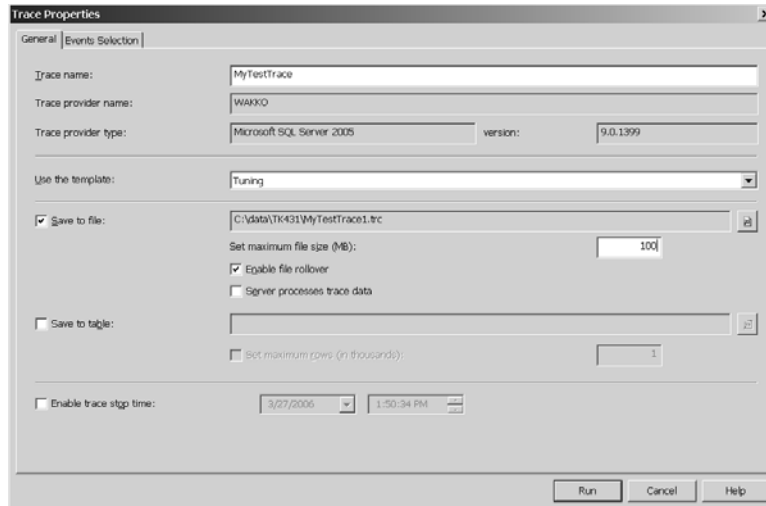 Trace Properties
General Events Selection
Trace name: MyTestTrace
Trace provider name: WAKKO
Trace provider type: Microsoft SQL Server 2005 version: 9.0.1399
Use the template: Tuning
Save to file: C:\data\TK431\MyTestTrace1.trc
Set maximum file size (MB): 100
Enable file rollover
Server processes trace data
Save to table:
Set maximum rows (in thousands): 1
Enable trace stop time: 3/27/2006 1:50:34 PM
Run Cancel Help